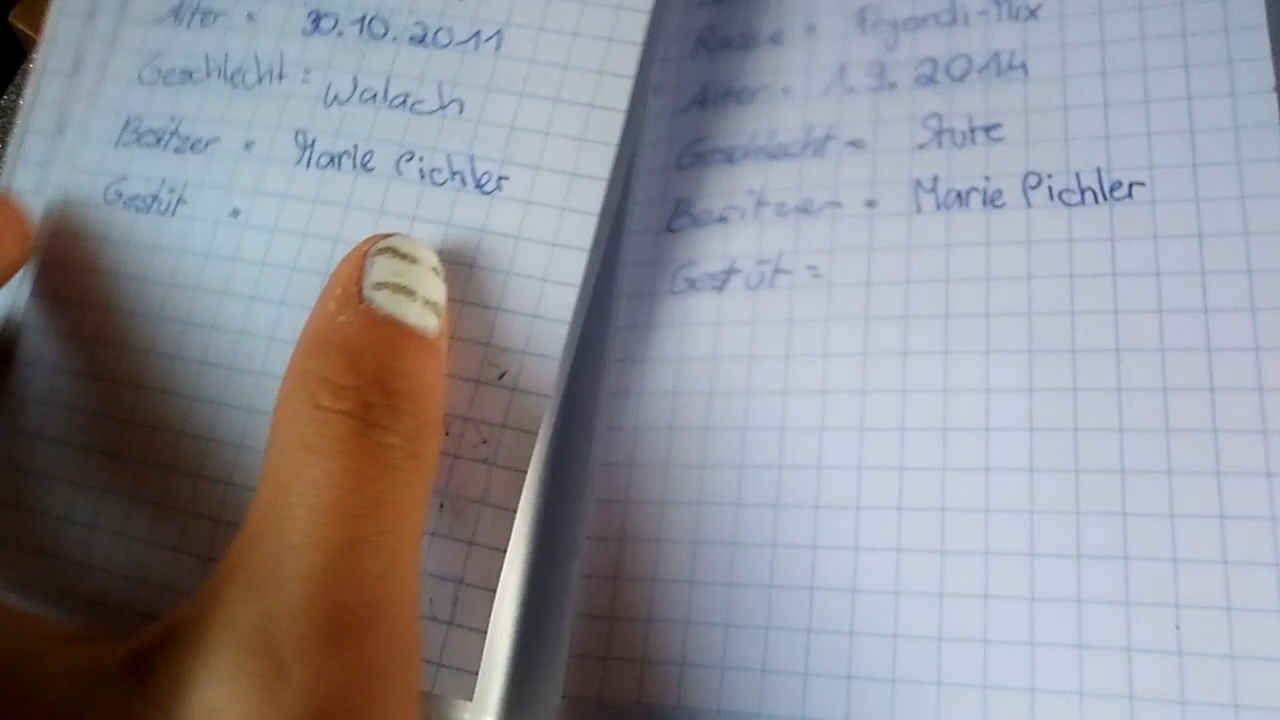 Alter = 30.10.2011
Geschlecht = Walach
Besitzer = Marie Pichler
Gestüt =
Rasse =
Alter = 1.9.2014
Geschlecht = Stute
Besitzer = Marie Pichler
Gestüt =